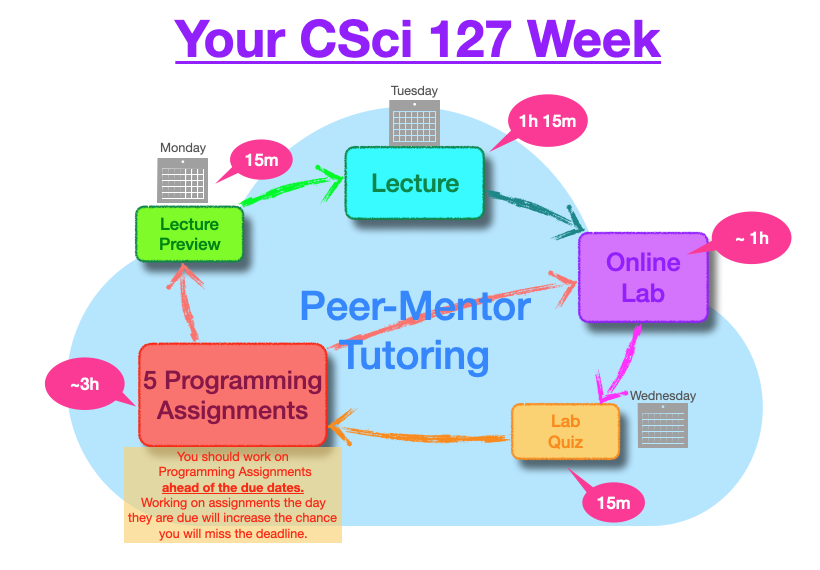 Your CSci 127 Week
Tuesday
1h 15m
Monday
15m
Lecture
Lecture
Preview
~ 1h
Online
Lab
Peer-Mentor
Tutoring
~3h
5 Programming
Assignments
Wednesday
Lab
Quiz
15m
You should work on
Programming Assignments
ahead of the due dates.
Working on assignments the day
they are due will increase the chance
you will miss the deadline.